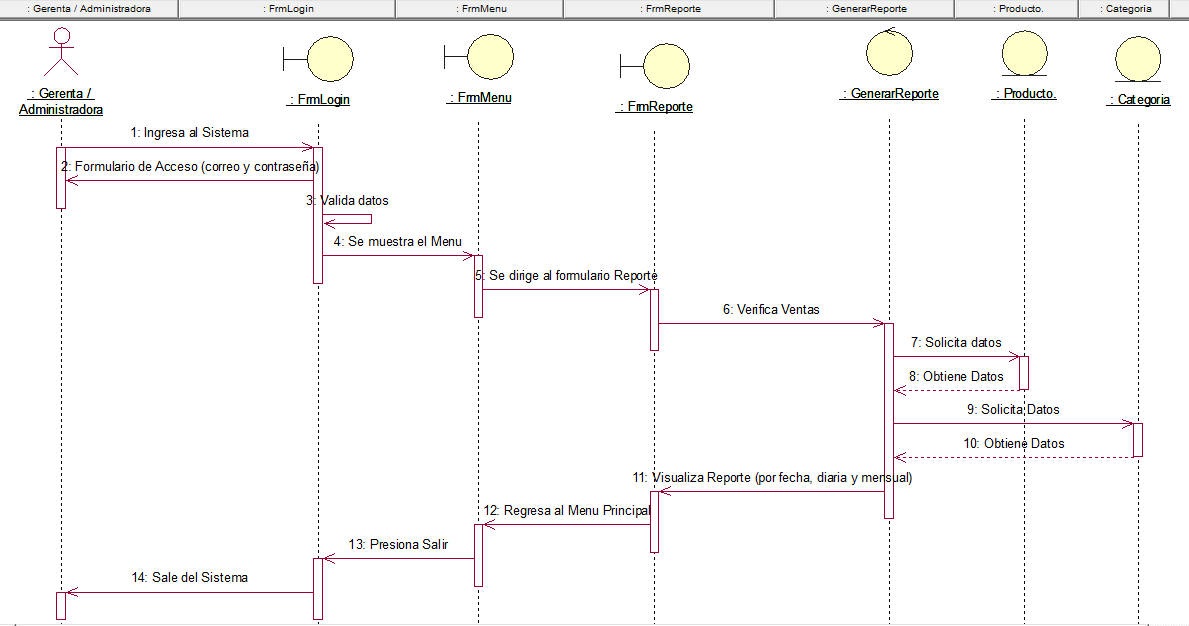 : Gerenta / Administradora
: FrmLogin
: FrmMenu
: FrmReporte
: GenerarReporte
: Producto.
: Categoria
: Gerenta /
Administradora
: FrmLogin
: FrmMenu
: FrmReporte
: GenerarReporte
: Producto.
: Categoria
1: Ingresa al Sistema
2: Formulario de Acceso (correo y contraseña)
3: Valida datos
4: Se muestra el Menu
5: Se dirige al formulario Reporte
6: Verifica Ventas
7: Solicita datos
8: Obtiene Datos
9: Solicita Datos
10: Obtiene Datos
11: Visualiza Reporte (por fecha, diaria y mensual)
12: Regresa al Menu Principal
13: Presiona Salir
14: Sale del Sistema